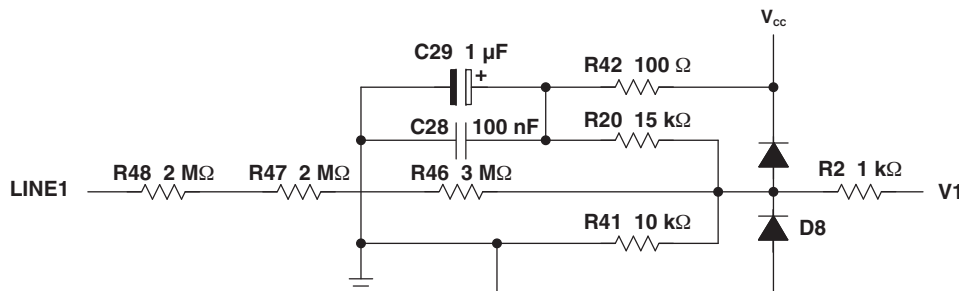 V CC
C29 1 µF
+
R42 100 Ω
C28 100 nF
R20 15 kΩ
R48 2 MΩ
R47 2 MΩ
R46 3 MΩ
R2 1 kΩ
LINE1
V1
R41 10 kΩ
D8